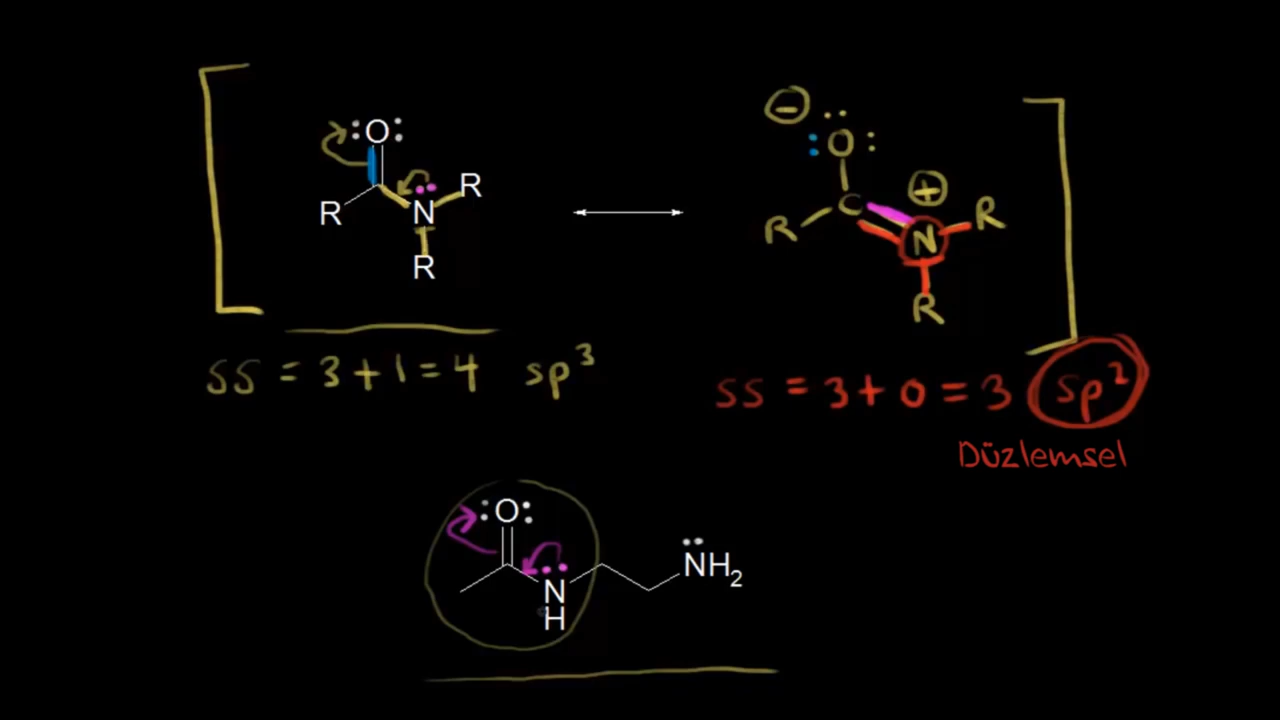 :O: :O:
R N R R C N R
R R
SS = 3+1=4 sp³
SS = 3+0=3 sp²
Düzlemsel
:O:
NH₂
N
H